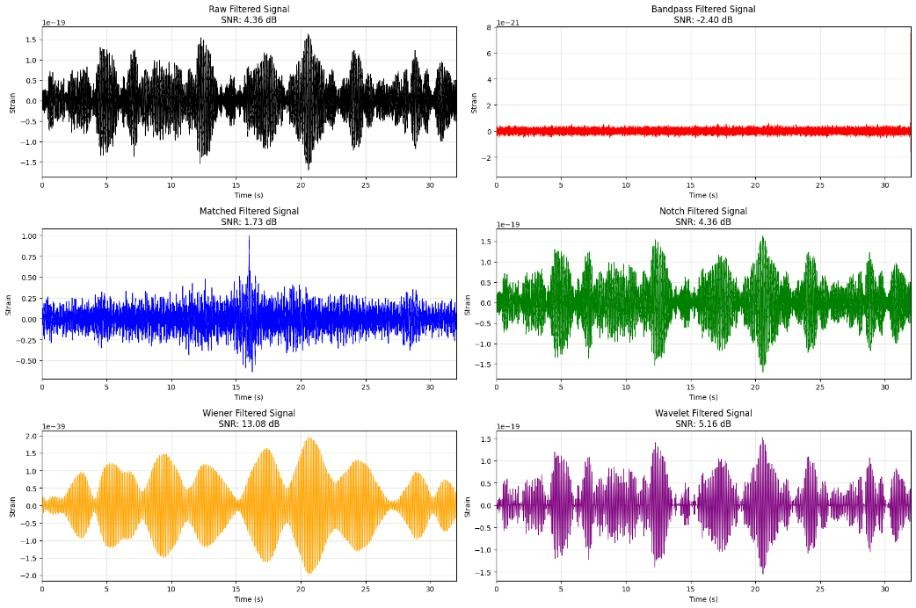 Raw Filtered Signal
SNR: 4.36 dB
1e−19
Strain
1.5
1.0
0.5
0.0
−0.5
−1.0
−1.5
0 5 10 15 20 25 30
Time (s)
Bandpass Filtered Signal
SNR: -2.40 dB
1e−21
Strain
8
6
4
2
0
−2
0 5 10 15 20 25 30
Time (s)
Matched Filtered Signal
SNR: 1.73 dB
Strain
1.00
0.75
0.50
0.25
0.00
−0.25
−0.50
0 5 10 15 20 25 30
Time (s)
Notch Filtered Signal
SNR: 4.36 dB
1e−19
Strain
1.5
1.0
0.5
0.0
−0.5
−1.0
−1.5
0 5 10 15 20 25 30
Time (s)
Wiener Filtered Signal
SNR: 13.08 dB
1e−39
Strain
2.0
1.5
1.0
0.5
0.0
−0.5
−1.0
−1.5
−2.0
0 5 10 15 20 25 30
Time (s)
Wavelet Filtered Signal
SNR: 5.16 dB
1e−19
Strain
1.5
1.0
0.5
0.0
−0.5
−1.0
−1.5
0 5 10 15 20 25 30
Time (s)